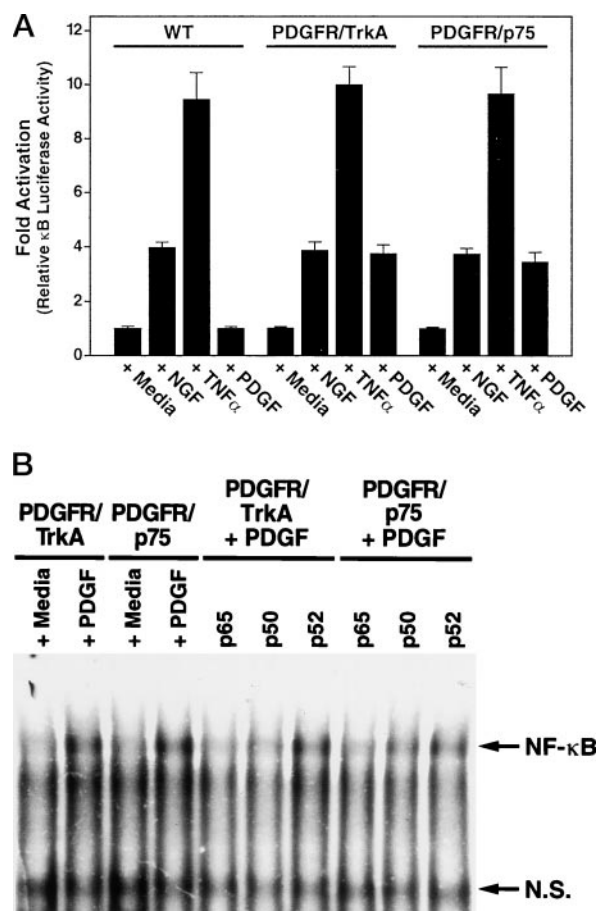 A
WT PDGFR/TrkA PDGFR/p75
Fold Activation
(Relative κB Luciferase Activity)
12
10
8
6
4
2
0
+ Media + NGF + TNFα + PDGF + Media + NGF + TNFα + PDGF + Media + NGF + TNFα + PDGF
B
PDGFR/
TrkA
PDGFR/
p75
PDGFR/
TrkA
+ PDGF
PDGFR/
p75
+ PDGF
+ Media + PDGF + Media + PDGF p65 p50 p52 p65 p50 p52
NF-κB
N.S.